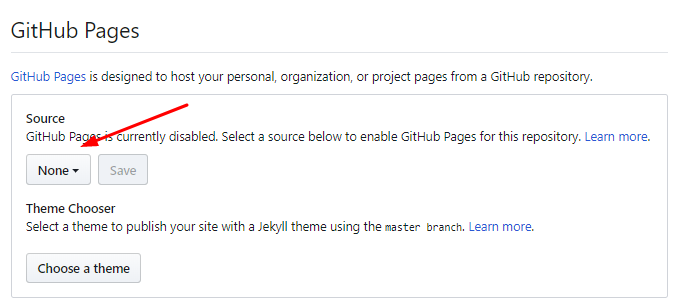 GitHub Pages
GitHub Pages is designed to host your personal, organization, or project pages from a GitHub repository.
Source
GitHub Pages is currently disabled. Select a source below to enable GitHub Pages for this repository. Learn more.
None
Save
Theme Chooser
Select a theme to publish your site with a Jekyll theme using the master branch. Learn more.
Choose a theme